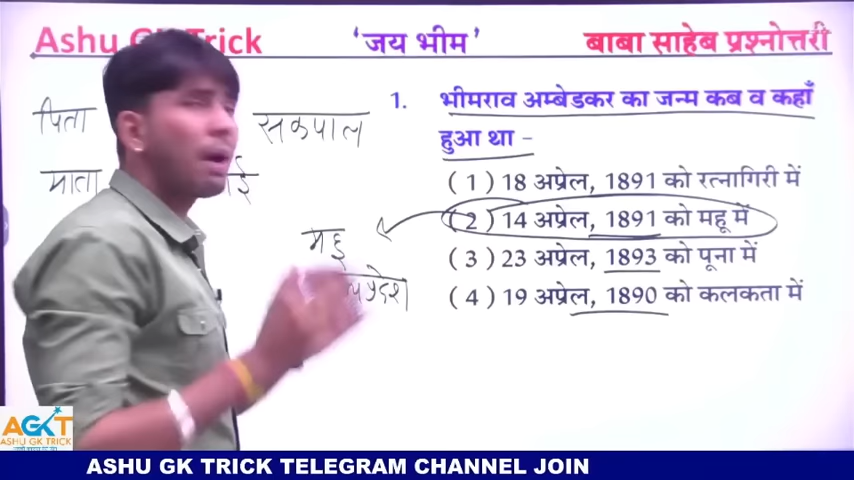 Ashu GK Trick
'जय भीम'
बाबा साहेब प्रश्नोत्तरी
पिता
सकपाल
माता
महू
1. भीमराव अम्बेडकर का जन्म कब व कहाँ
हुआ था -
( 1 ) 18 अप्रेल, 1891 को रत्नागिरी में
( 2 ) 14 अप्रेल, 1891 को महू में
( 3 ) 23 अप्रेल, 1893 को पूना में
( 4 ) 19 अप्रेल, 1890 को कलकता में
AGKT
ASHU GK TRICK
ASHU GK TRICK TELEGRAM CHANNEL JOIN